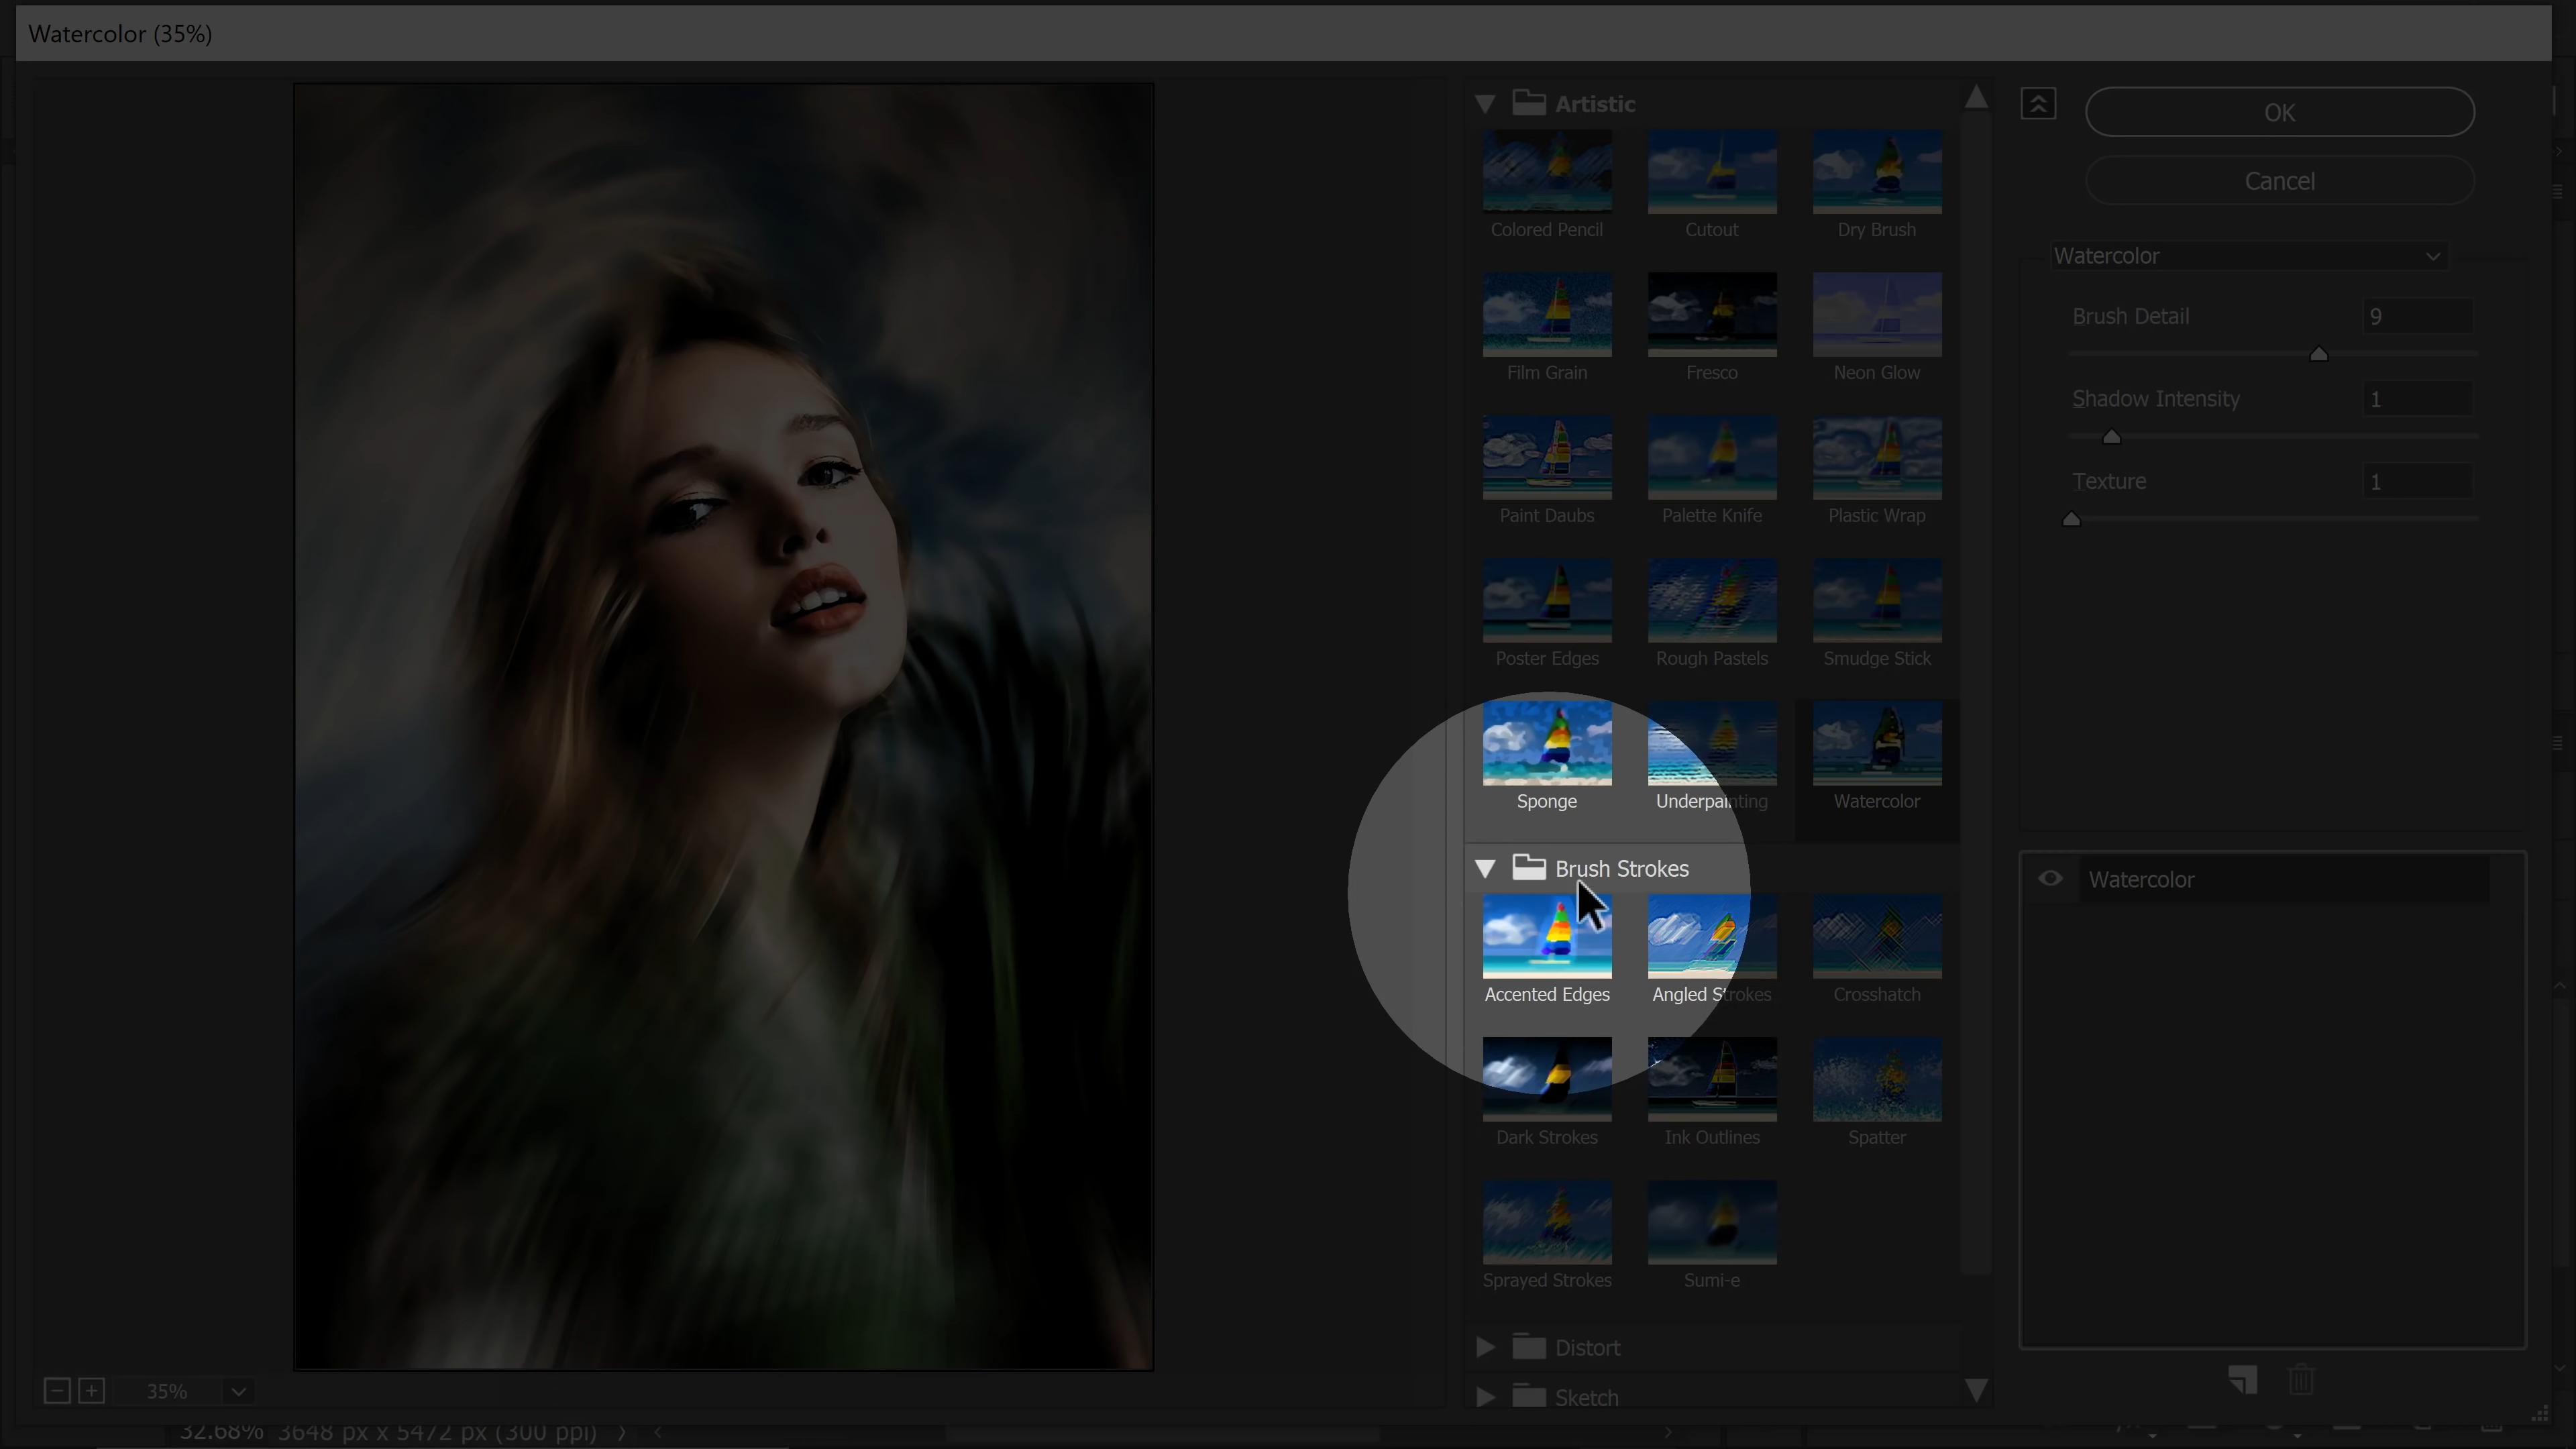 Watercolor (35%)
Artistic
Colored Pencil
Cutout
Dry Brush
Film Grain
Fresco
Neon Glow
Paint Daubs
Palette Knife
Plastic Wrap
Poster Edges
Rough Pastels
Smudge Stick
Sponge
Underpainting
Watercolor
Brush Strokes
Accented Edges
Angled Strokes
Crosshatch
Dark Strokes
Ink Outlines
Spatter
Sprayed Strokes
Sumi-e
Distort
Sketch
OK
Cancel
Watercolor
Brush Detail 9
Shadow Intensity 1
Texture 1
Watercolor
35%
32.68% 3648 px x 5472 px (300 ppi)